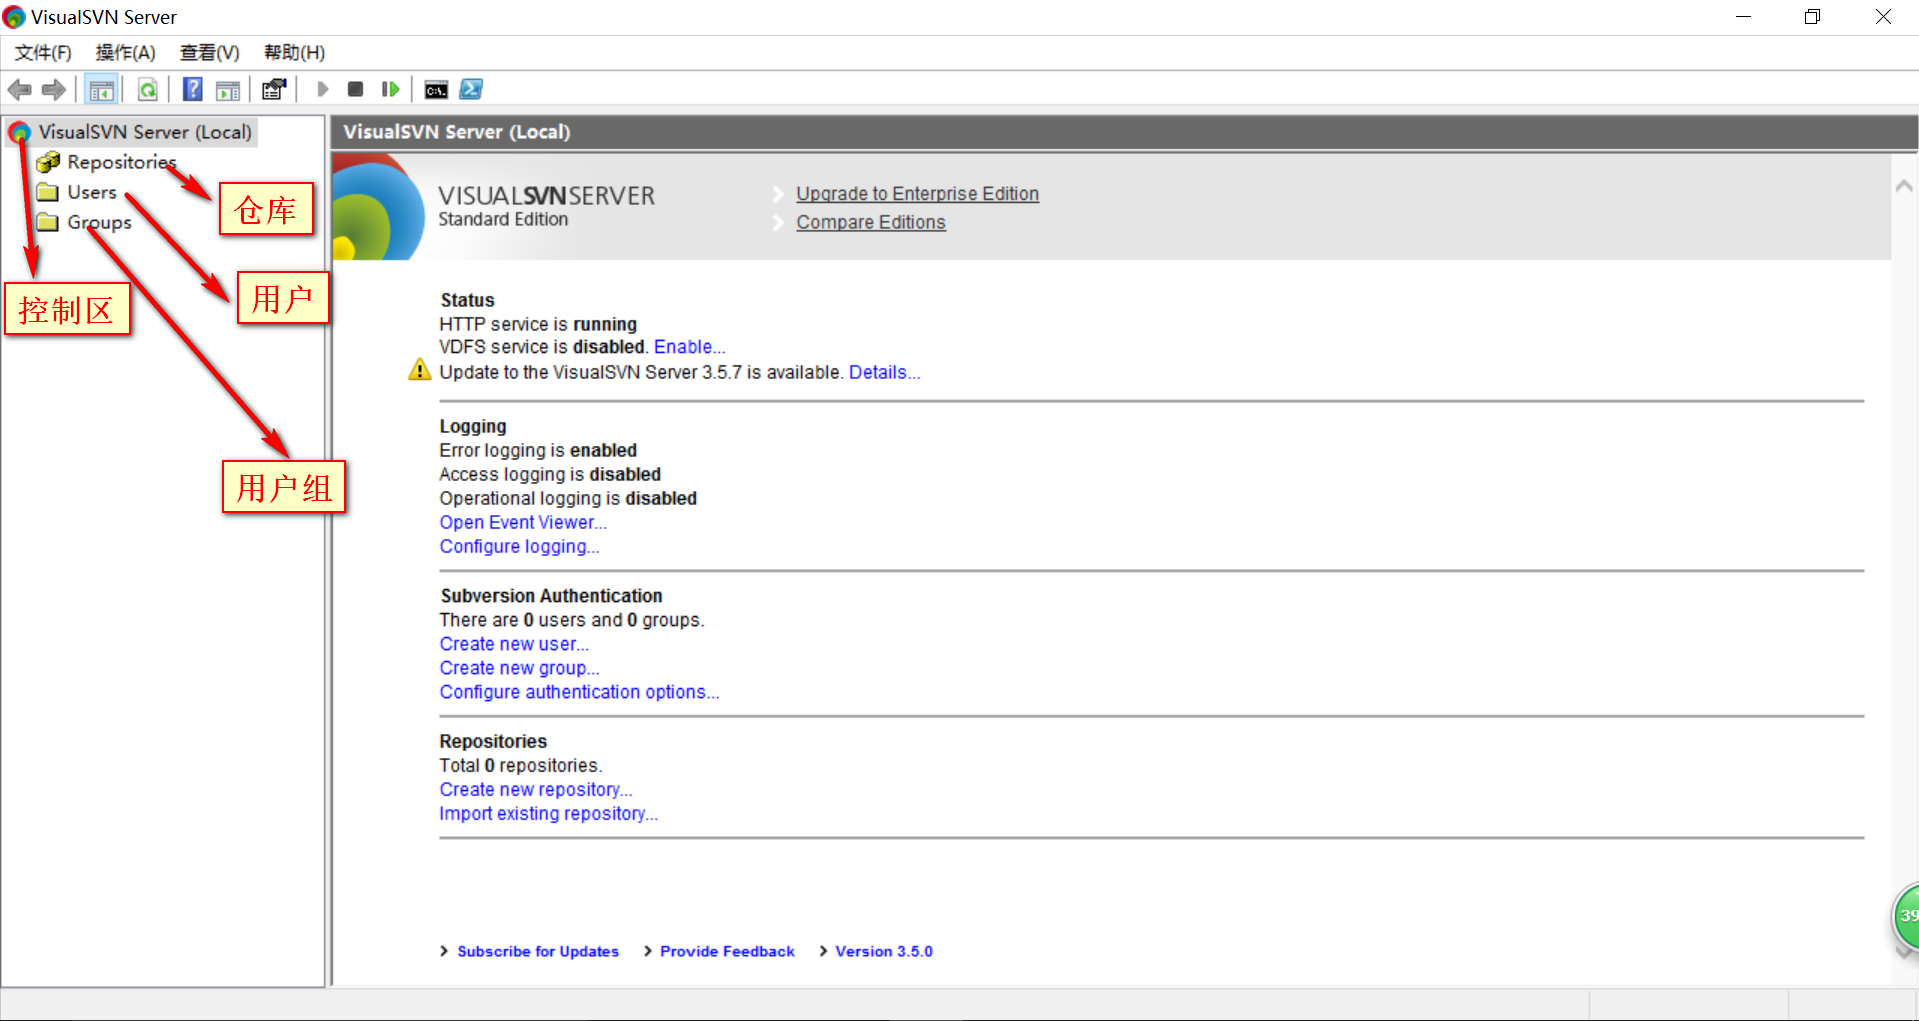 VisualSVN Server
文件(F) 操作(A) 查看(V) 帮助(H)
C:\.
VisualSVN Server (Local)
Repositories
Users
Groups
仓库
用户
控制区
用户组
VisualSVN Server (Local)
VISUALSVNSERVER
Standard Edition
Upgrade to Enterprise Edition
Compare Editions
Status
HTTP service is running
VDFS service is disabled. Enable...
Update to the VisualSVN Server 3.5.7 is available. Details...
Logging
Error logging is enabled
Access logging is disabled
Operational logging is disabled
Open Event Viewer...
Configure logging...
Subversion Authentication
There are 0 users and 0 groups.
Create new user...
Create new group...
Configure authentication options...
Repositories
Total 0 repositories.
Create new repository...
Import existing repository...
39
Subscribe for Updates Provide Feedback Version 3.5.0